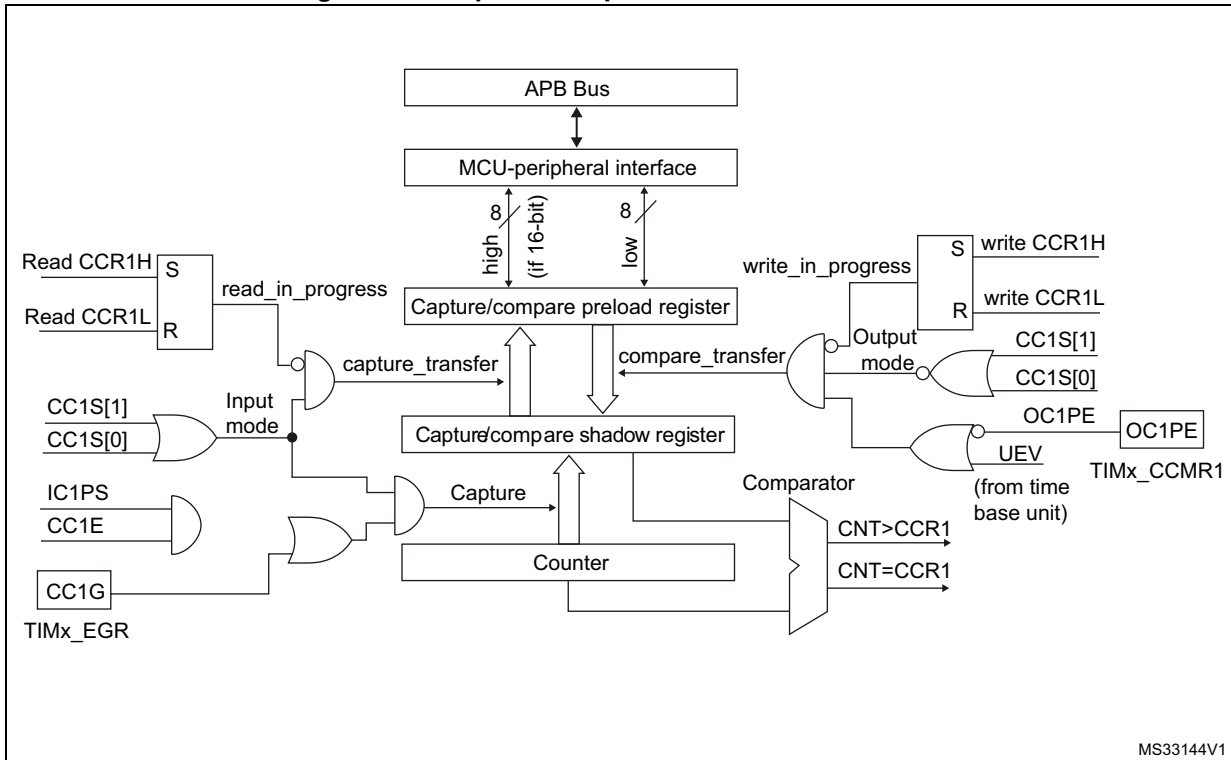 APB Bus
MCU-peripheral interface
8
high
(if 16-bit)
8
low
Read CCR1H
S
read_in_progress
Read CCR1L
R
write_in_progress
S
write CCR1H
R
write CCR1L
Capture/compare preload register
capture_transfer
compare_transfer
Output
mode
CC1S[1]
CC1S[0]
CC1S[1]
CC1S[0]
Input
mode
Capture/compare shadow register
OC1PE
OC1PE
UEV
TIMx_CCMR1
(from time
base unit)
IC1PS
CC1E
Capture
Comparator
CNT>CCR1
CNT=CCR1
Counter
CC1G
TIMx_EGR
MS33144V1